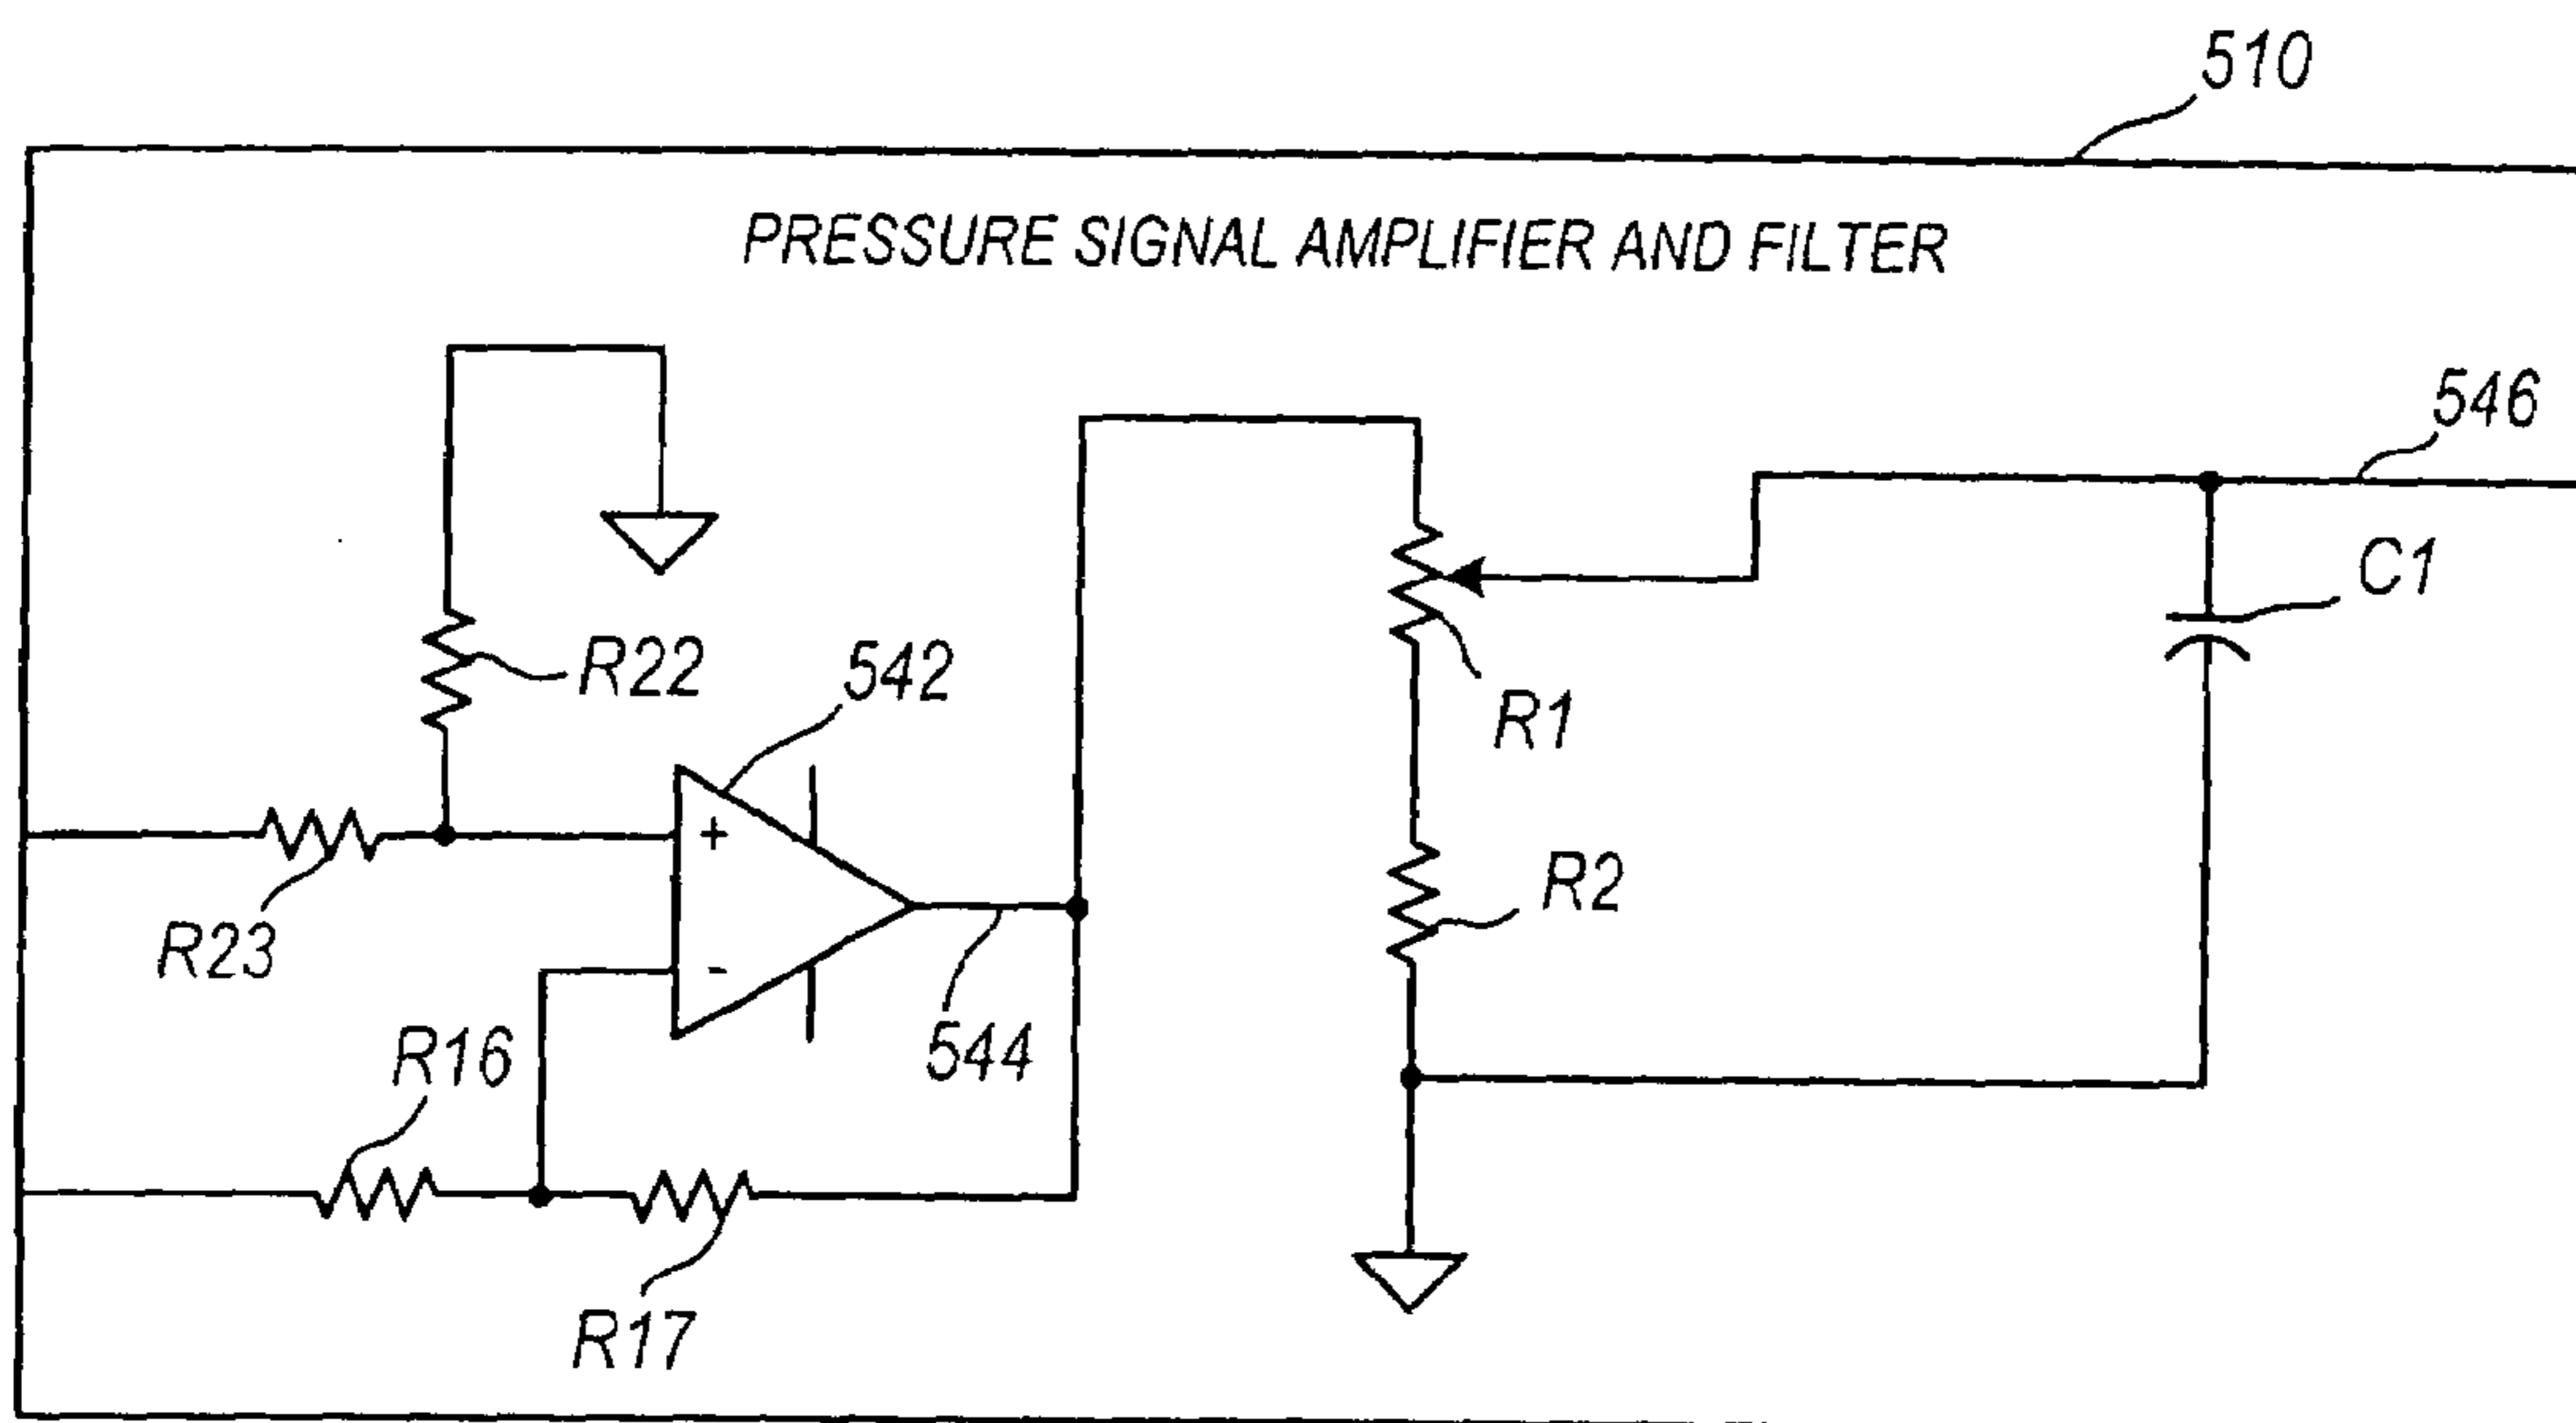 510
PRESSURE SIGNAL AMPLIFIER AND FILTER
546
C1
R22
542
R1
+
R2
R23
-
544
R16
R17